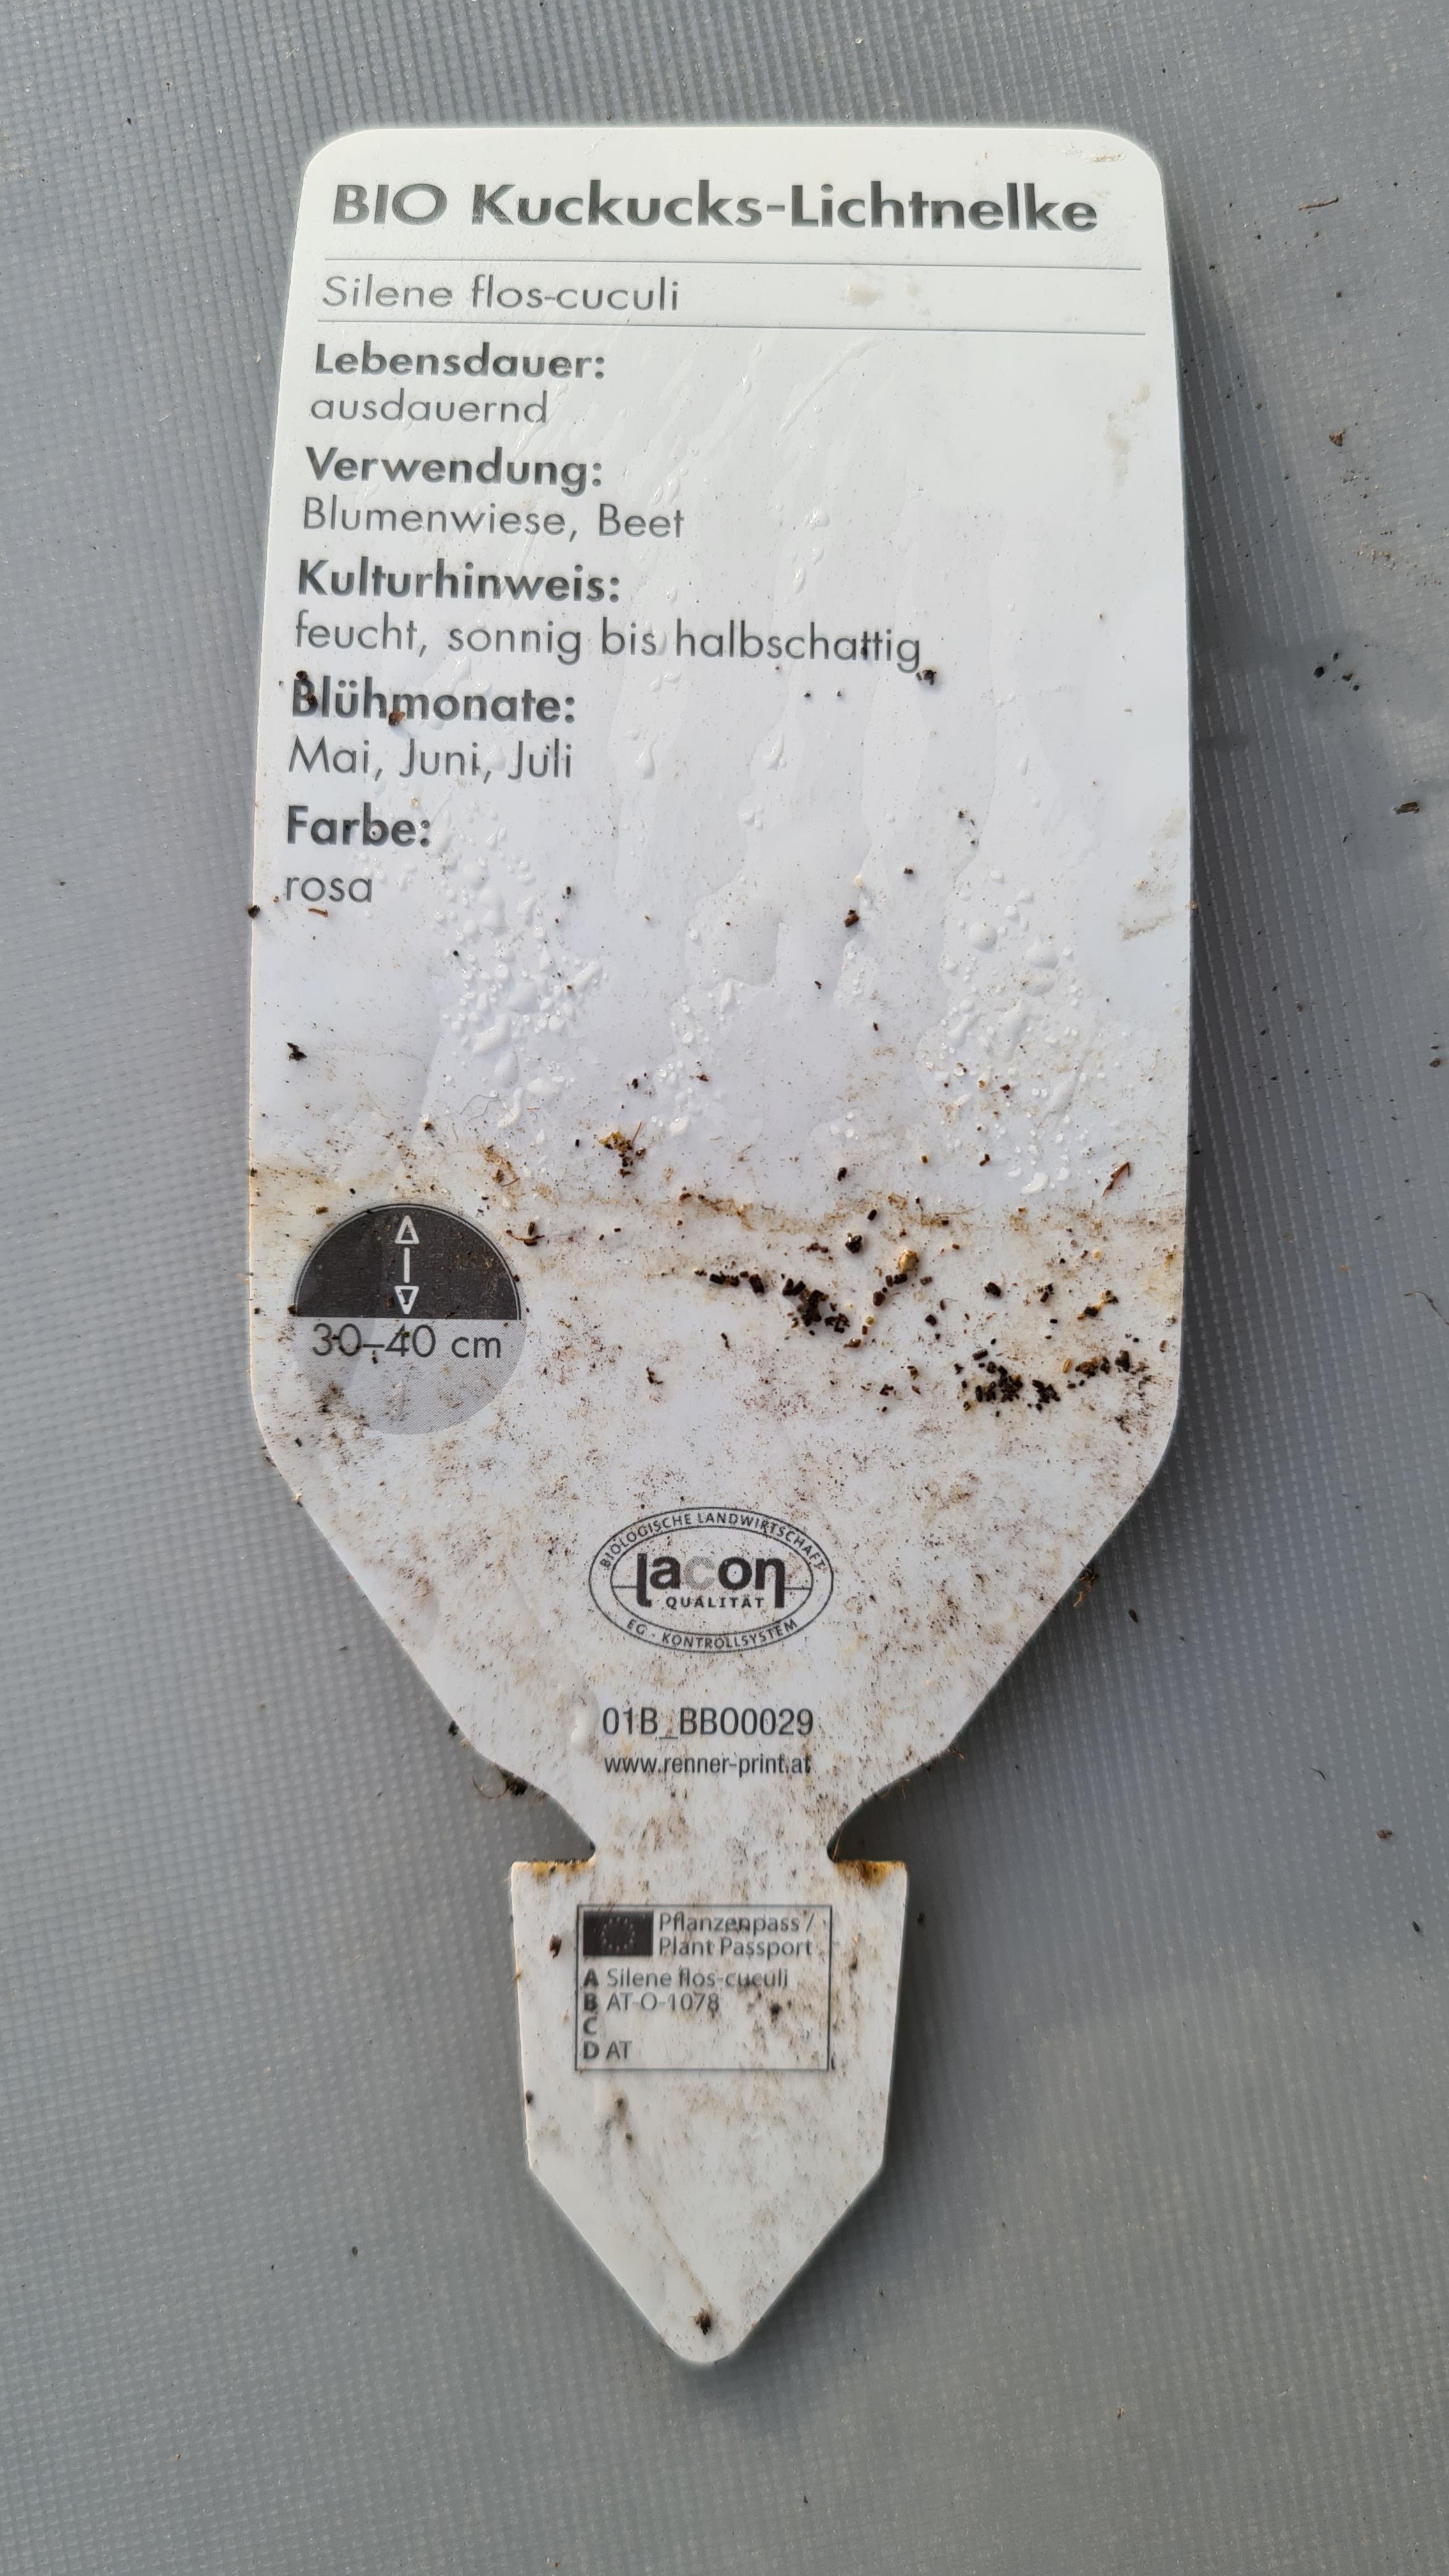 BIO Kuckucks-Lichtnelke
Silene flos-cuculi
Lebensdauer:
ausdauernd
Verwendung:
Blumenwiese, Beet
Kulturhinweis:
feucht, sonnig bis halbschattig
Blühmonate:
Mai, Juni, Juli
Farbe:
rosa
30–40 cm
BIOLOGISCHE LANDWIRTSCHAFT
lacon
QUALITÄT
EG - KONTROLLSYSTEM
01B_BBO0029
www.renner-print.at
Pflanzenpass /
Plant Passport
A Silene flos-cuculi
B AT-O-1078
C
D AT